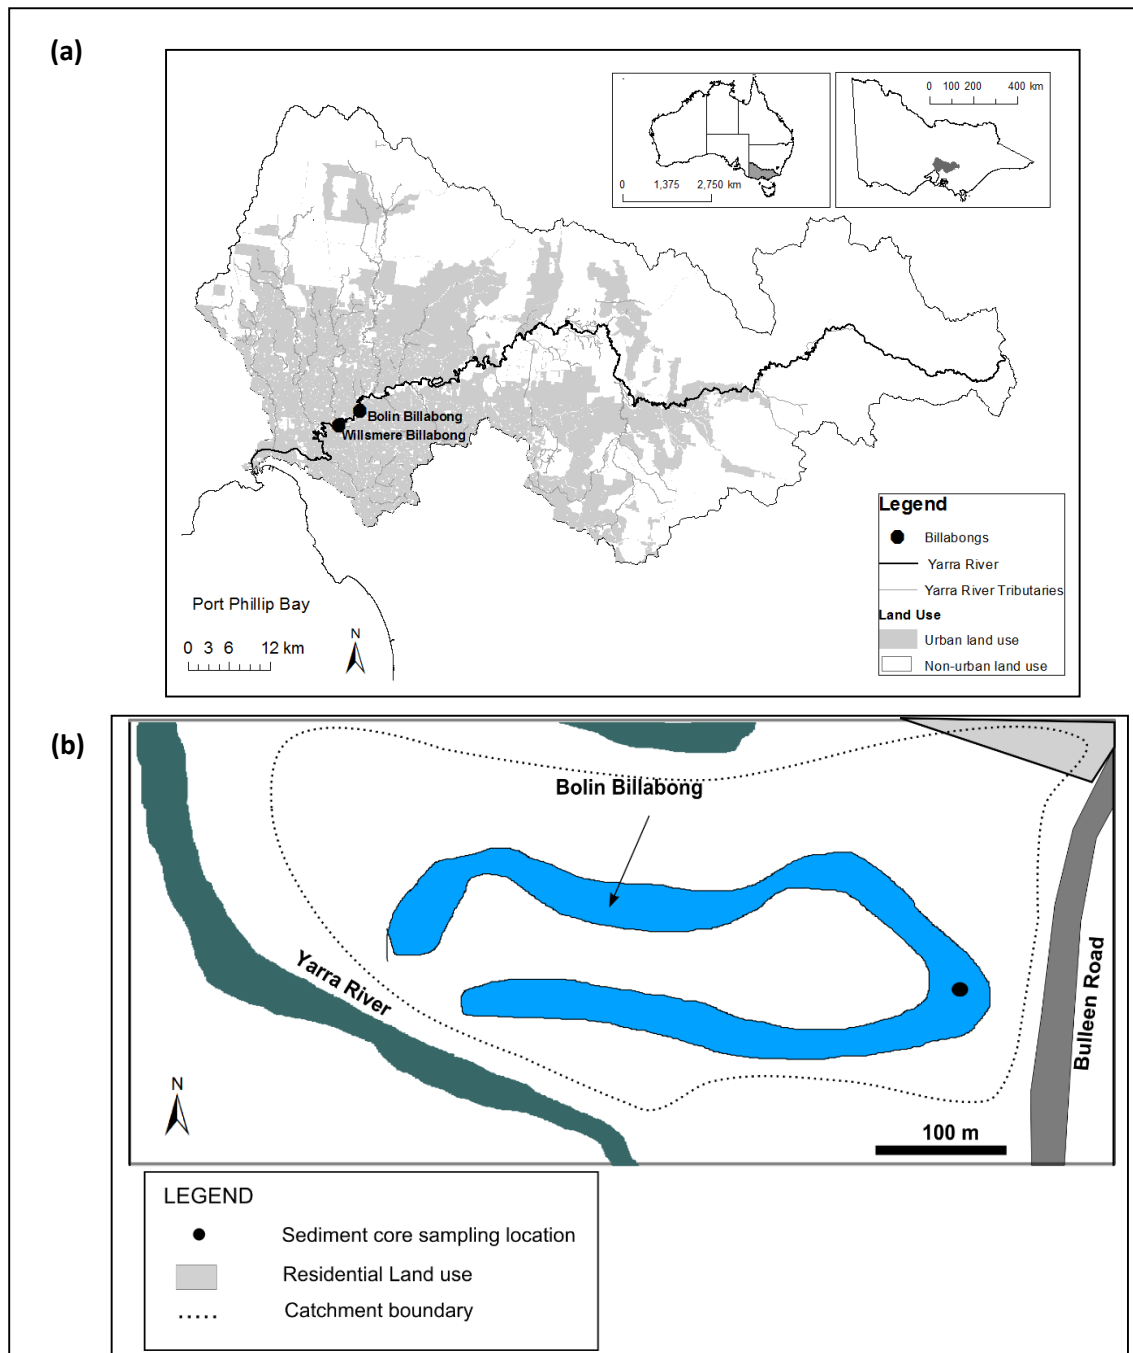 (a)
0 100 200 400 km
0 1,375 2,750 km
Bolin Billabong
Willsmere Billabong
Legend
Billabongs
Yarra River
Yarra River Tributaries
Land Use
Urban land use
Non-urban land use
Port Phillip Bay
0 3 6 12 km
N
(b)
Bolin Billabong
Yarra River
Bulleen Road
N
100 m
LEGEND
Sediment core sampling location
Residential Land use
Catchment boundary